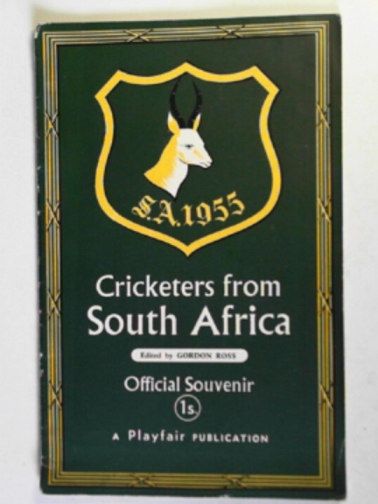 S.A.1955
Cricketers from
South Africa
Edited by GORDON ROSS
Official Souvenir
1s.
A Playfair PUBLICATION